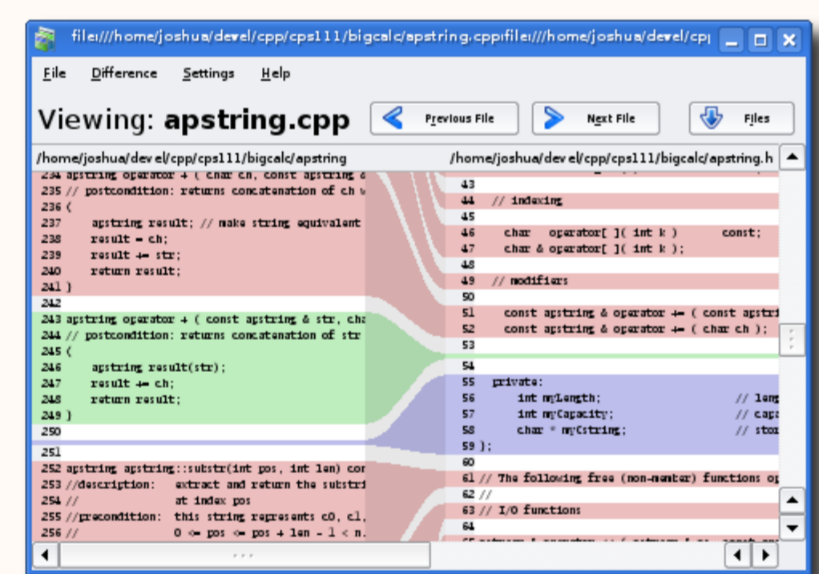 file:///home/joshua/devel/cpp/cps111/bigcalc/apstring.cpp:file:///home/joshua/devel/cp
File Difference Settings Help
Viewing: apstring.cpp Previous File Next File Files
/home/joshua/devel/cpp/cps111/bigcalc/apstring
234 apstring operator + ( char ch, const apstring &
235 // postcondition: returns concatenation of ch w
236 {
237 apstring result; // make string equivalent
238 result = ch;
239 result += str;
240 return result;
241 }
242
243 apstring operator + ( const apstring & str, cha
244 // postcondition: returns concatenation of str
245 {
246 apstring result(str);
247 result += ch;
248 return result;
249 }
250
251
252 apstring apstring::substr(int pos, int len) con
253 //description: extract and return the substri
254 // at index pos
255 //precondition: this string represents c0, c1,
256 // 0 <= pos <= pos + len - 1 < n.
/home/joshua/devel/cpp/cps111/bigcalc/apstring.h
43
44 // indexing
45
46 char operator[ ]( int k ) const;
47 char & operator[ ]( int k );
48
49 // modifiers
50
51 const apstring & operator += ( const apstri
52 const apstring & operator += ( char ch );
53
54
55 private:
56 int myLength; // leng
57 int myCapacity; // capa
58 char * myCstring; // stor
59 };
60
61 // The following free (non-member) functions op
62 //
63 // I/O functions
64